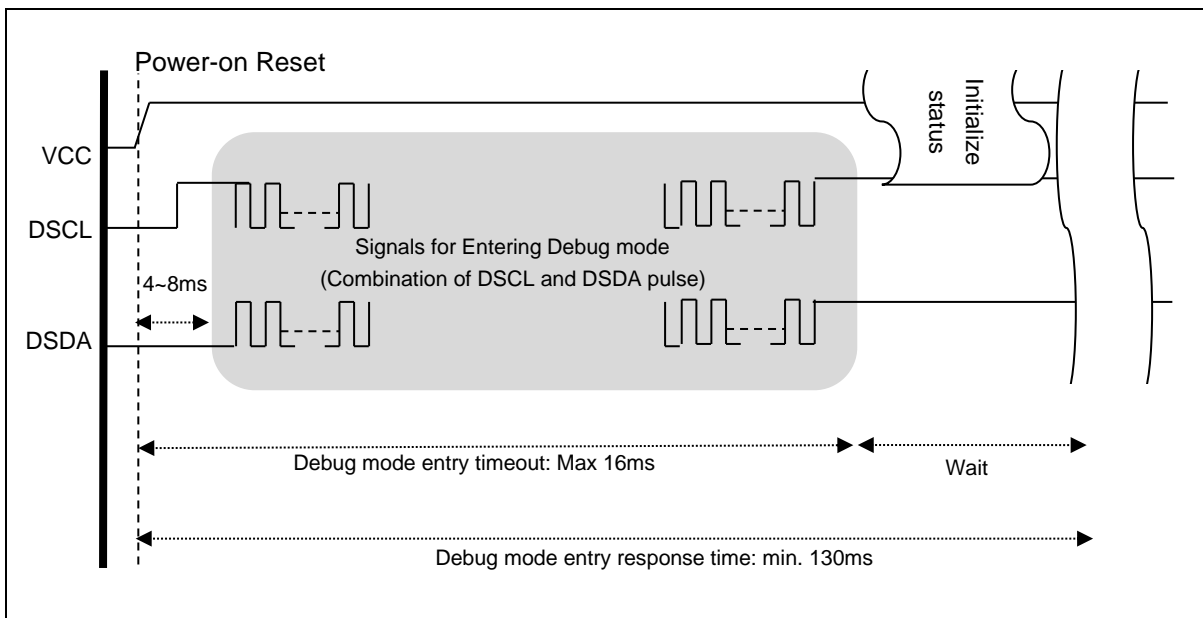 Power-on Reset
Initialize
status
VCC
DSCL
Signals for Entering Debug mode
(Combination of DSCL and DSDA pulse)
4~8ms
DSDA
Debug mode entry timeout: Max 16ms
Wait
Debug mode entry response time: min. 130ms